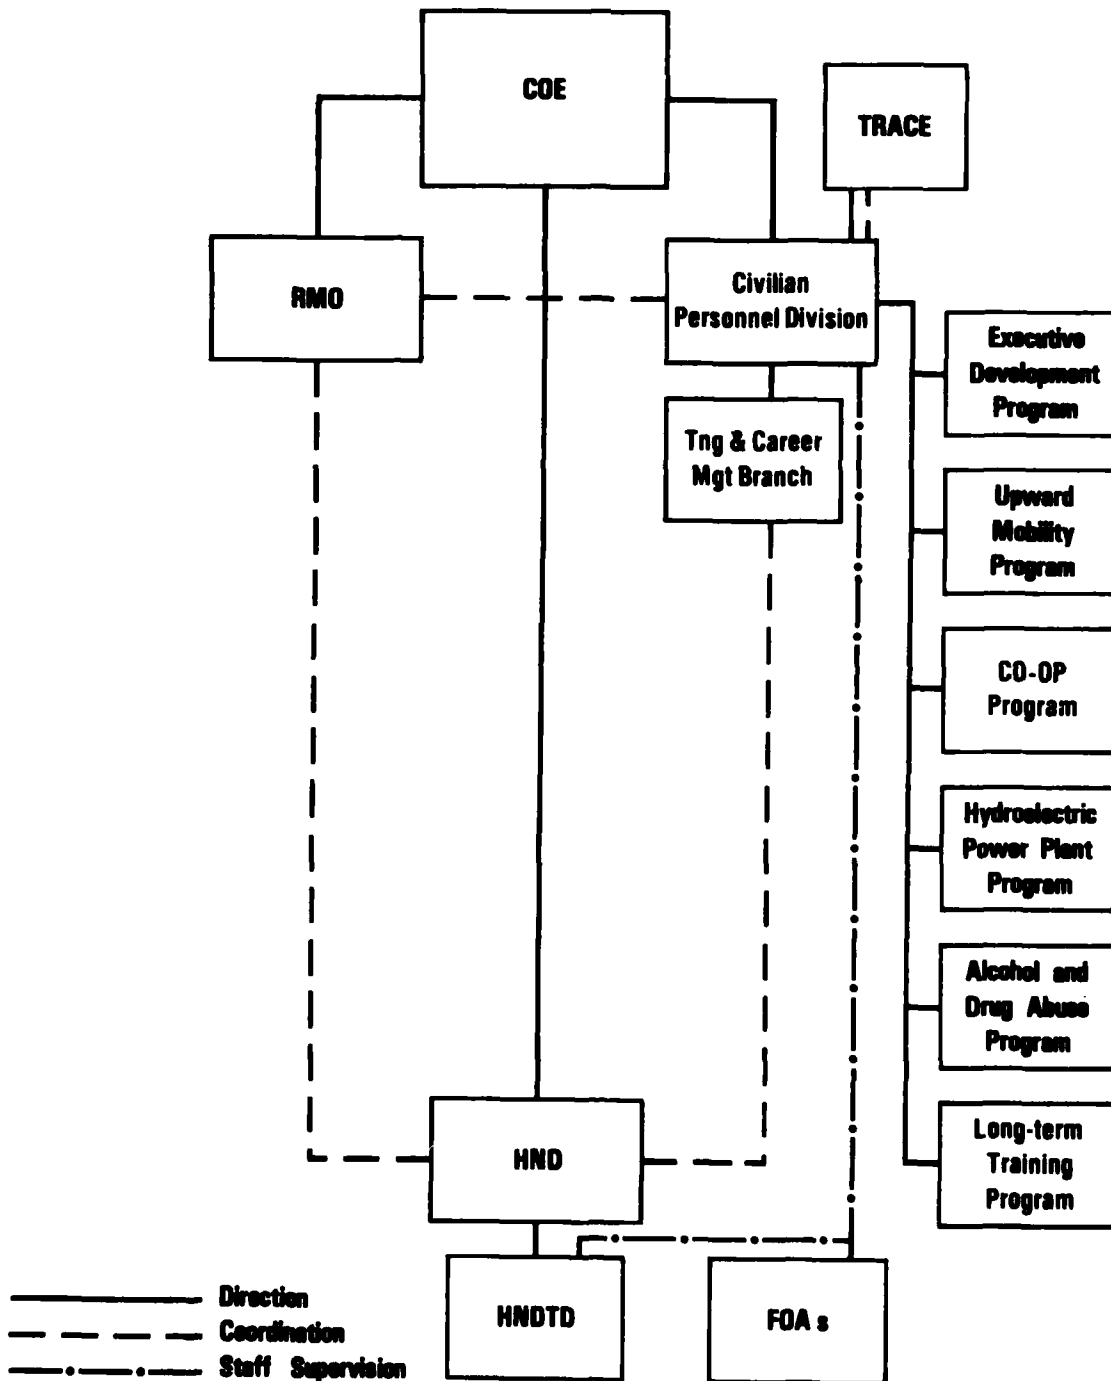 COE
TRACE
RMO
Civilian
Personnel Division
Executive
Development
Program
Tng & Career
Mgt Branch
Upward
Mobility
Program
CO-OP
Program
Hydroelectric
Power Plant
Program
Alcohol and
Drug Abuse
Program
Long-term
Training
Program
HND
HNDTD
FOA s
Direction
Coordination
Staff Supervision